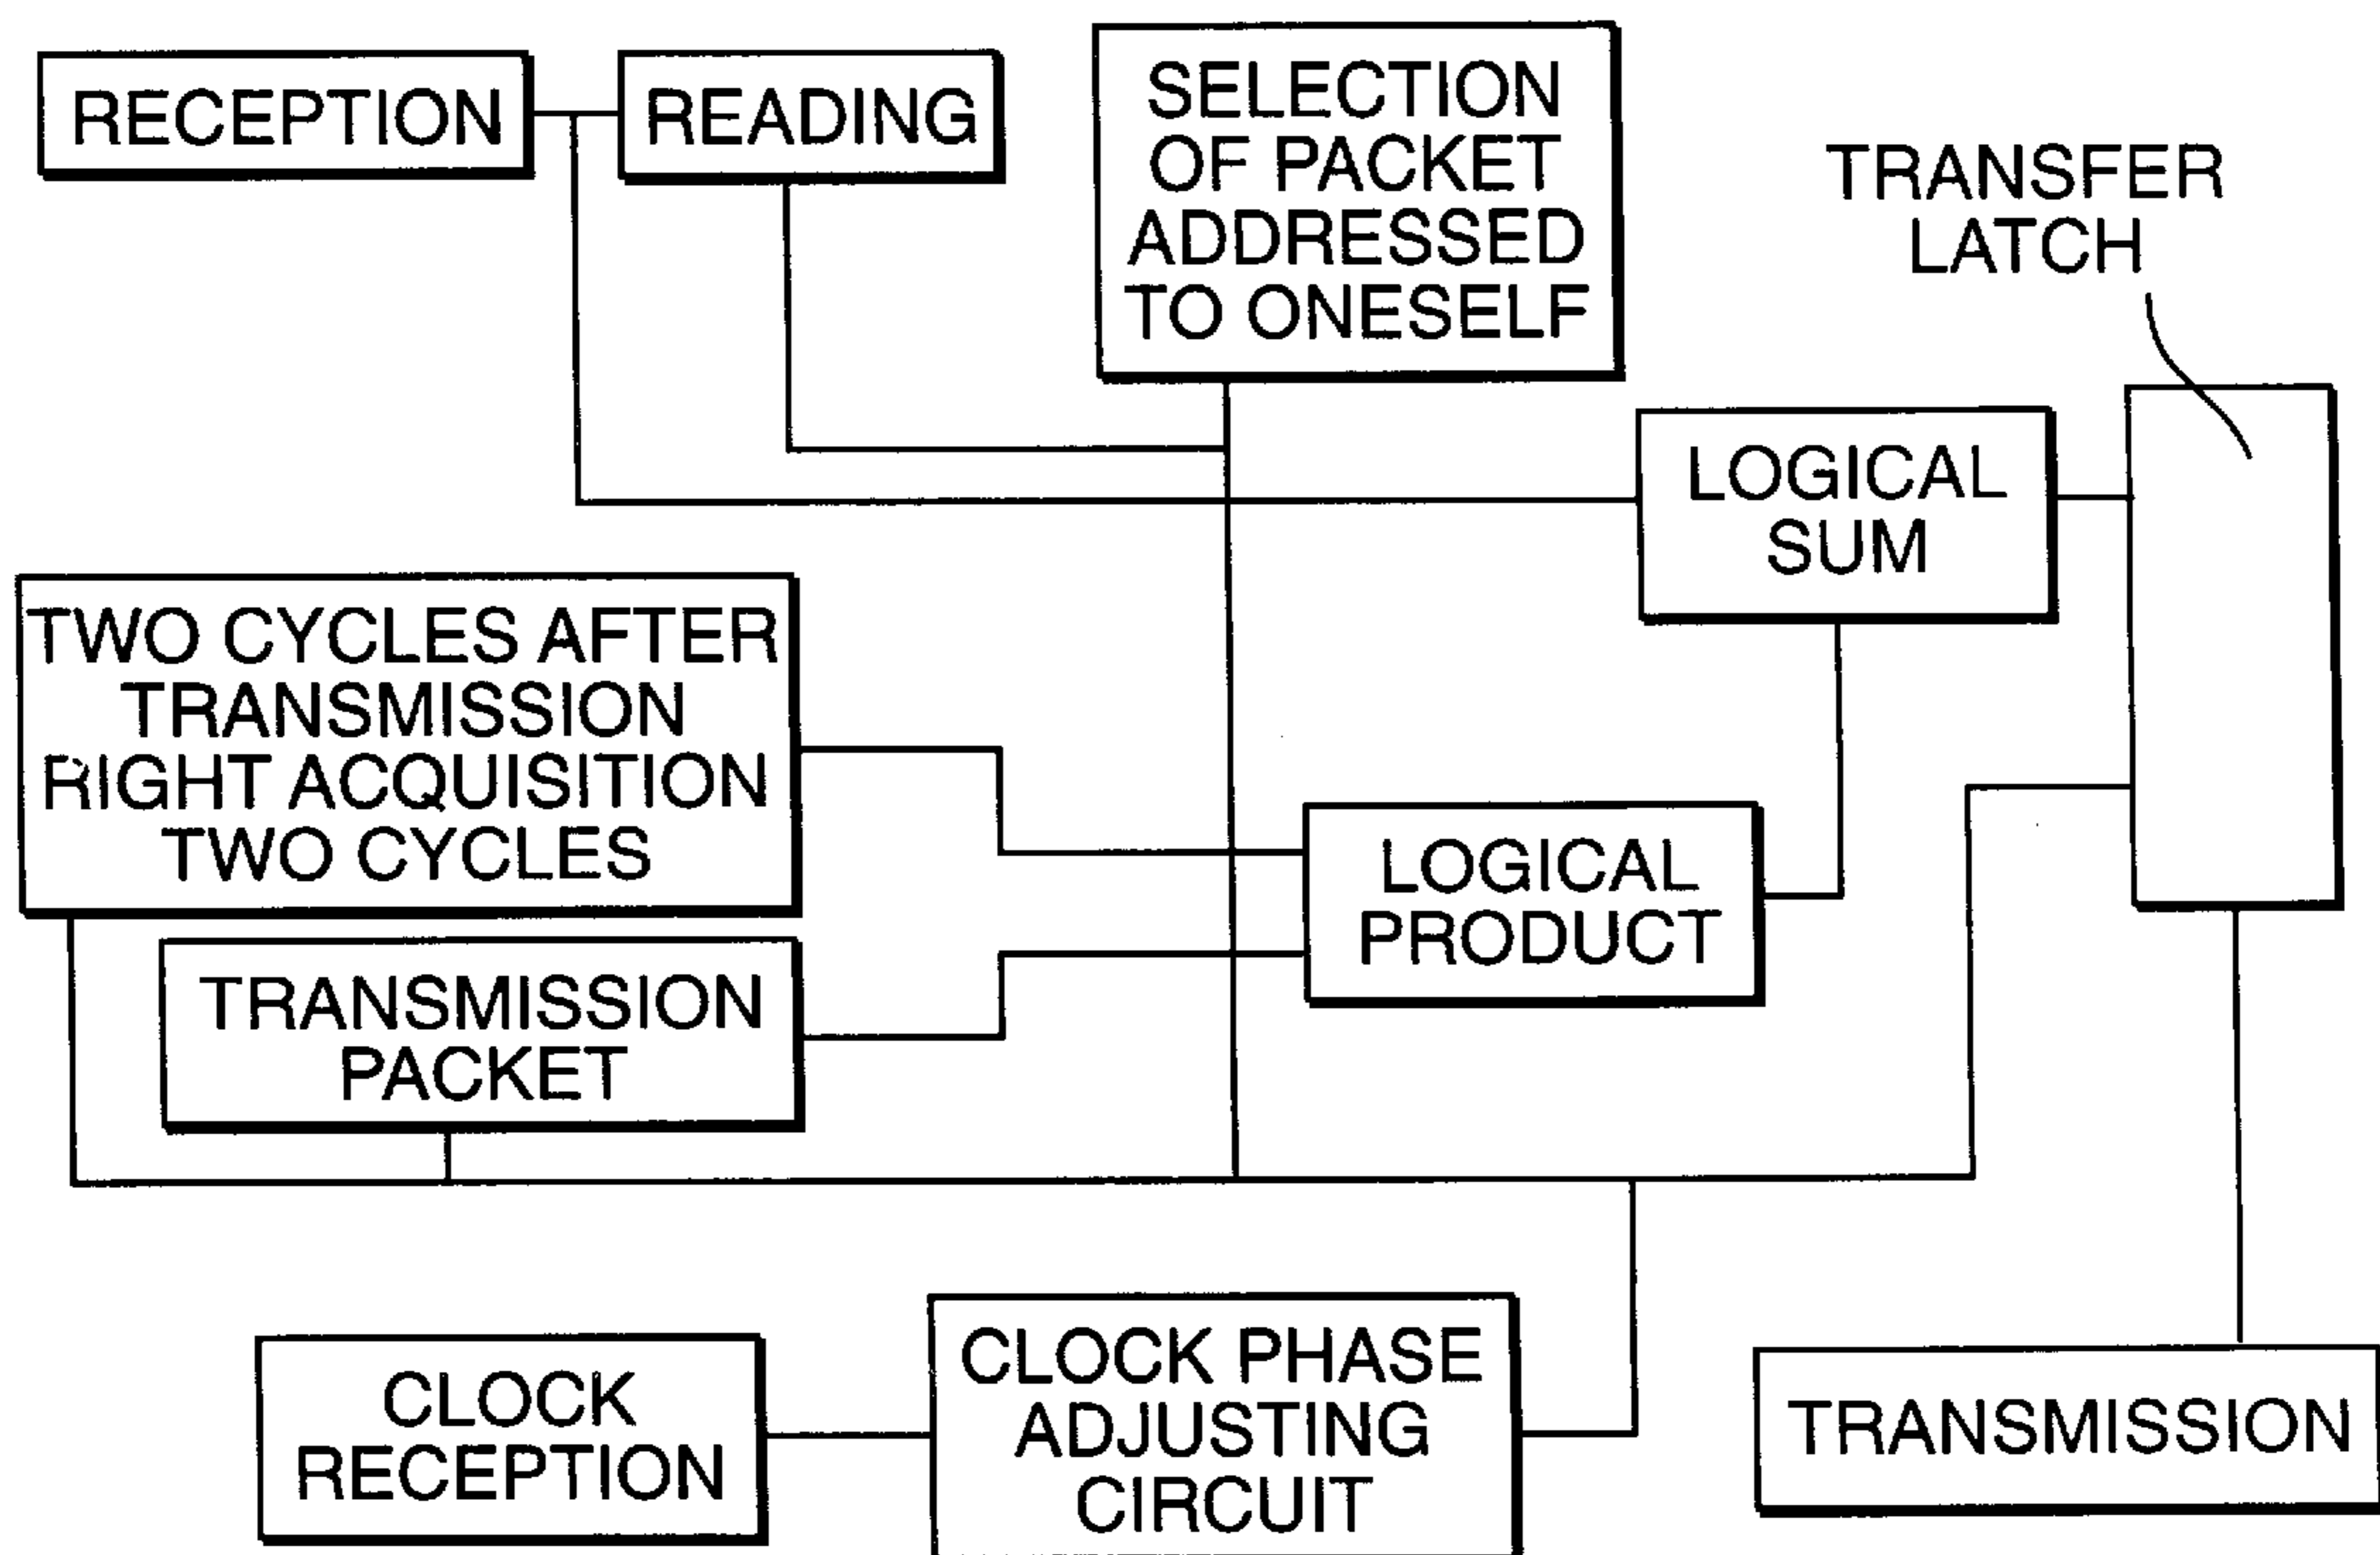 RECEPTION
READING
SELECTION
OF PACKET
ADDRESSED
TO ONESELF
TRANSFER
LATCH
LOGICAL
SUM
TWO CYCLES AFTER
TRANSMISSION
RIGHT ACQUISITION
TWO CYCLES
LOGICAL
PRODUCT
TRANSMISSION
PACKET
CLOCK
RECEPTION
CLOCK PHASE
ADJUSTING
CIRCUIT
TRANSMISSION